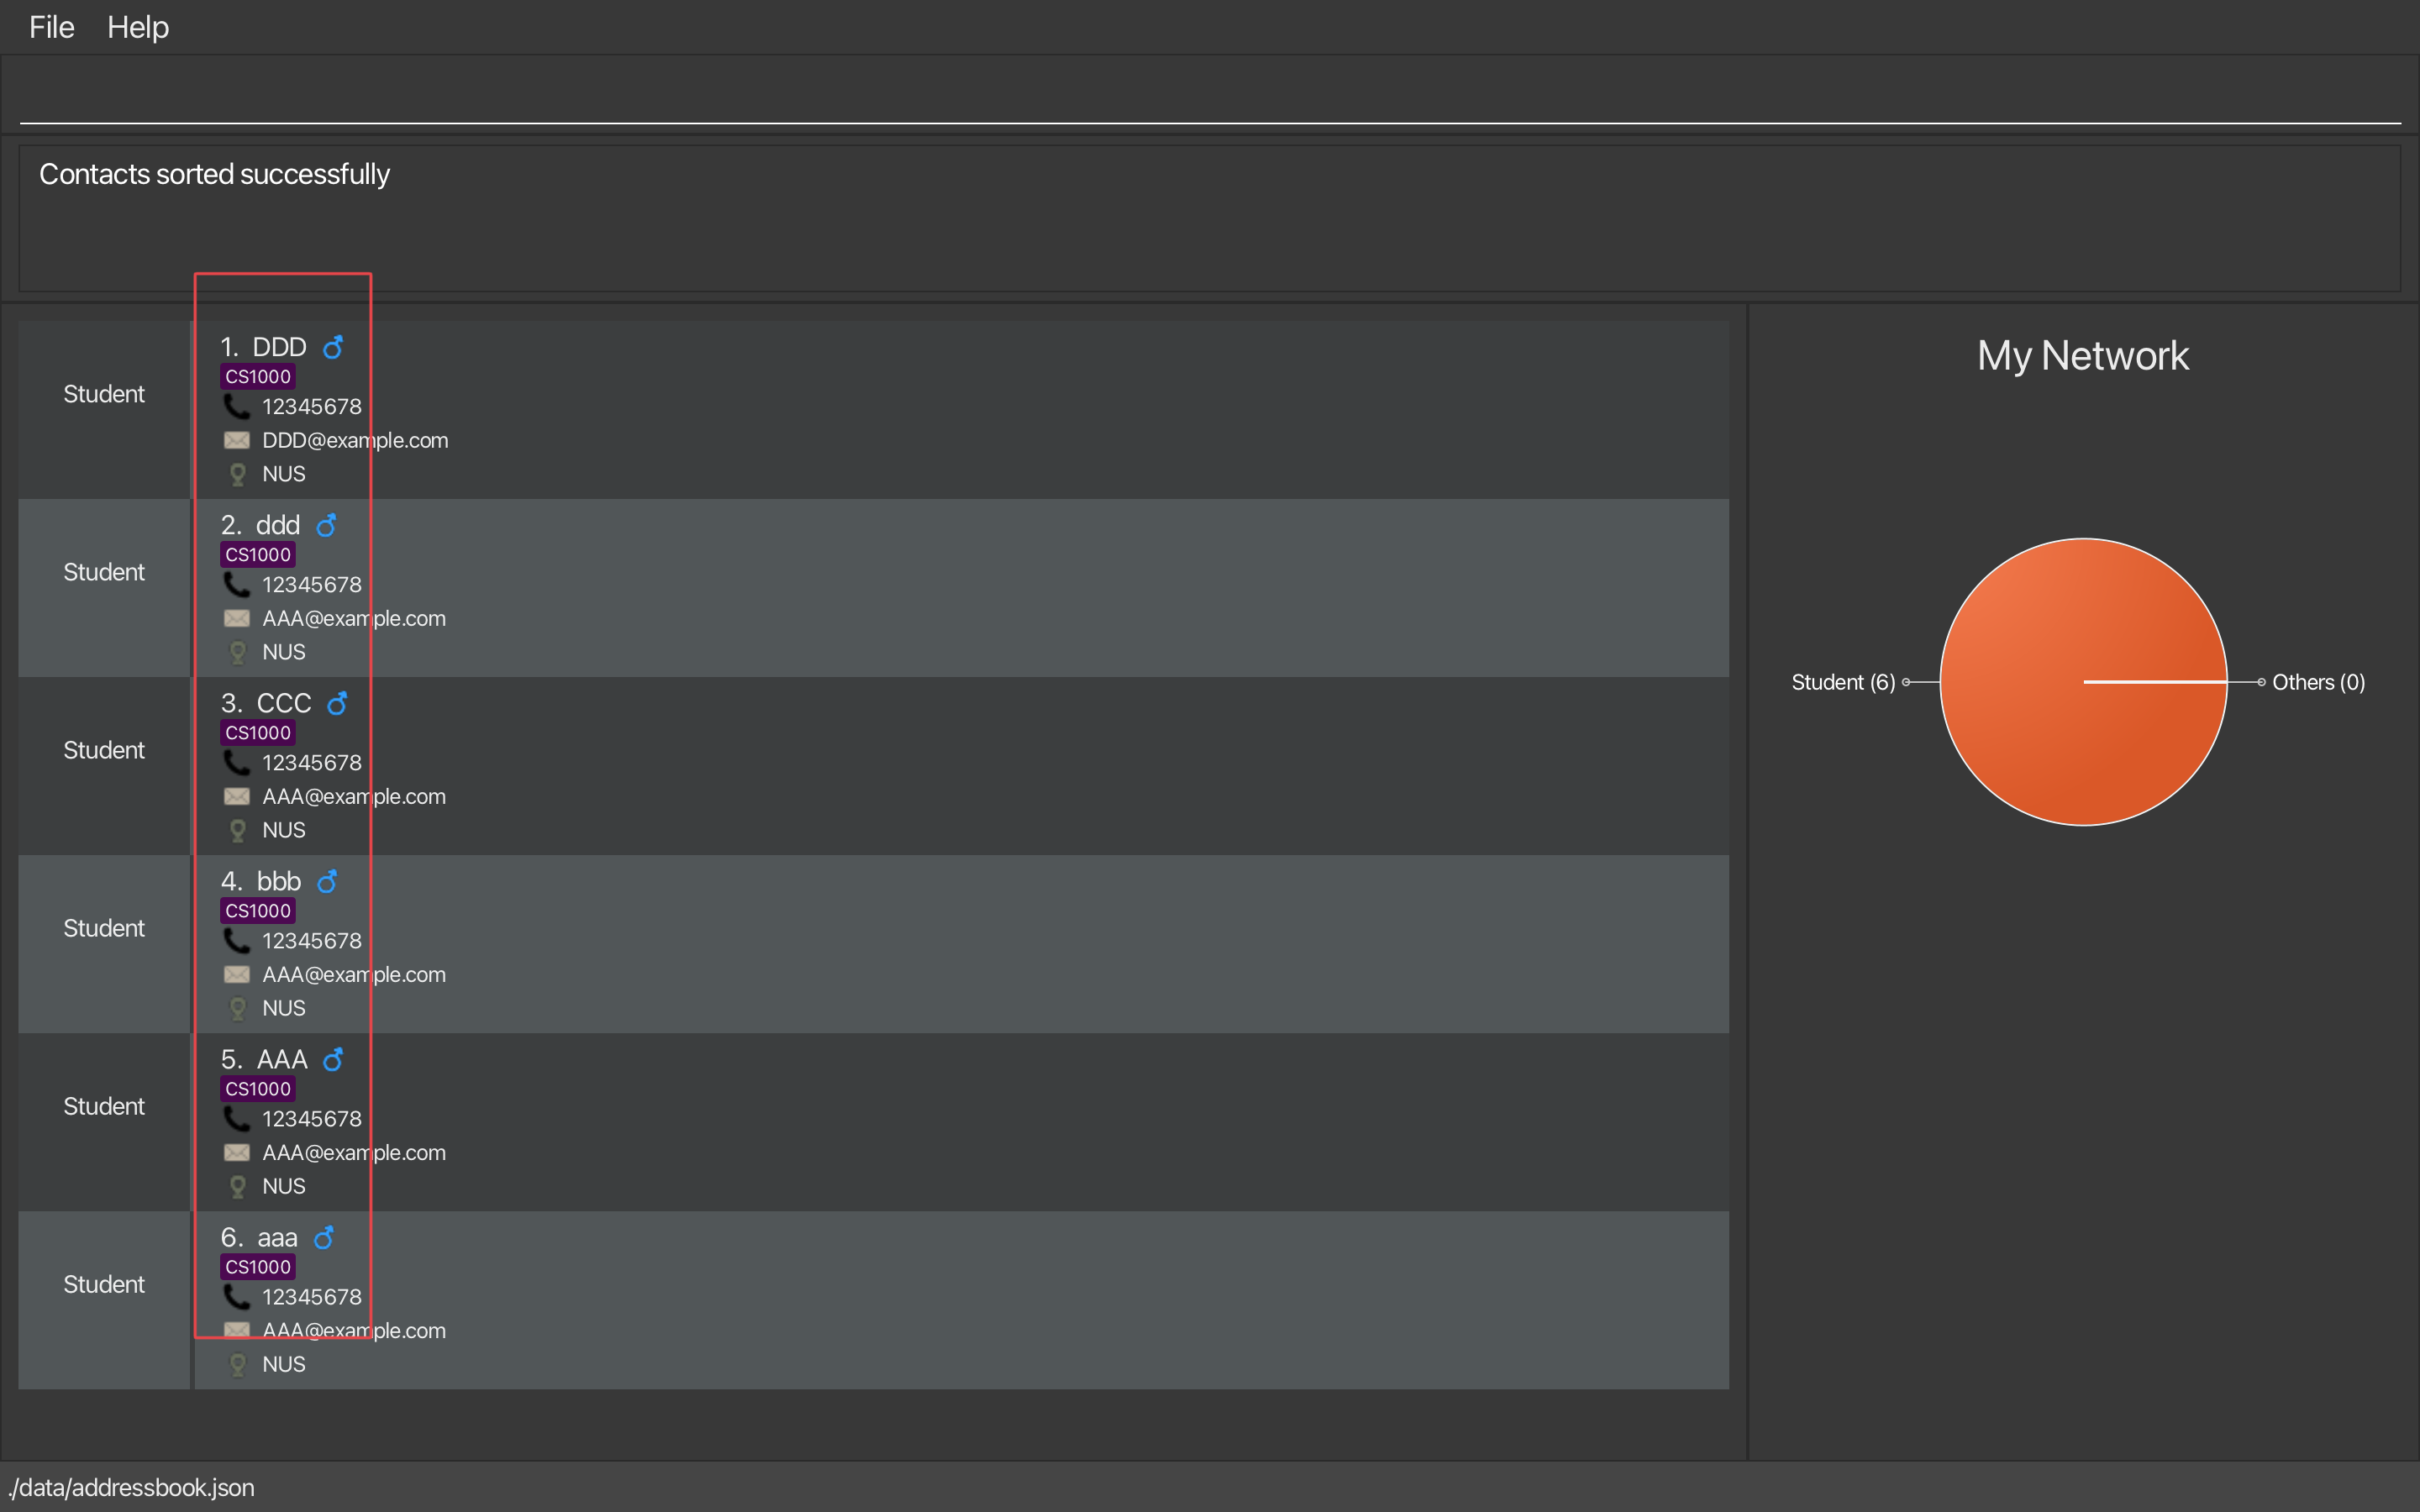 File Help
Contacts sorted successfully
Student
1. DDD
CS1000
12345678
DDD@example.com
NUS
Student
2. ddd
CS1000
12345678
AAA@example.com
NUS
Student
3. CCC
CS1000
12345678
AAA@example.com
NUS
Student
4. bbb
CS1000
12345678
AAA@example.com
NUS
Student
5. AAA
CS1000
12345678
AAA@example.com
NUS
Student
6. aaa
CS1000
12345678
AAA@example.com
NUS
My Network
Student (6)
Others (0)
./data/addressbook.json